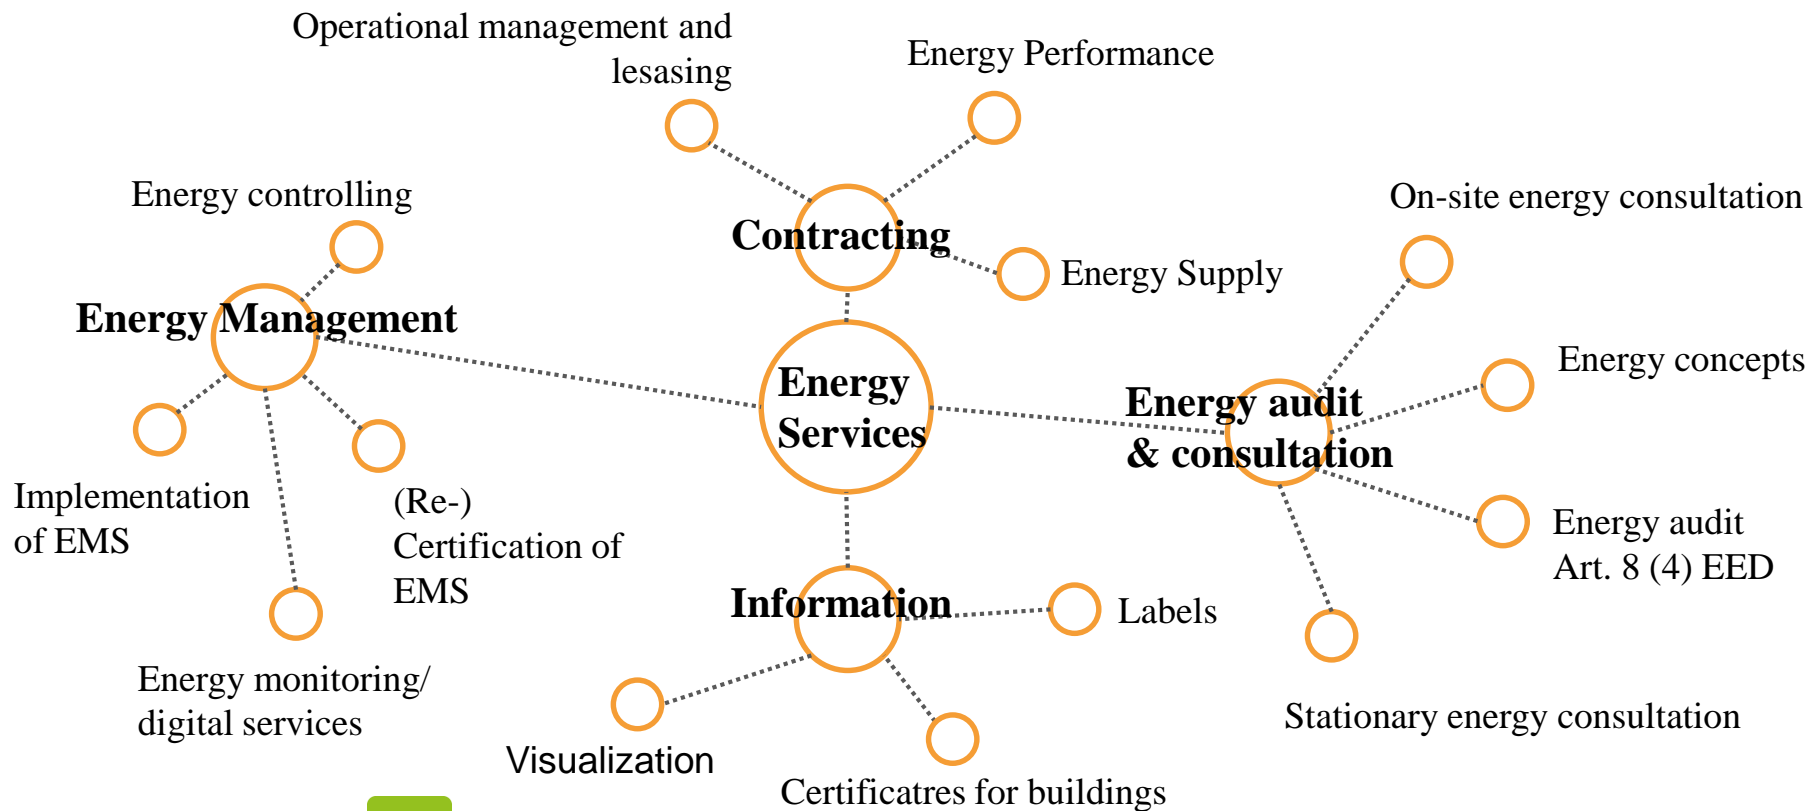 Operational management and
lesasing
Energy Performance
Energy controlling
On-site energy consultation
Contracting
Energy Supply
Energy Management
Energy concepts
Energy
Services
Energy audit
& consultation
Implementation
of EMS
(Re-)
Certification of
EMS
Energy audit
Art. 8 (4) EED
Information
Labels
Energy monitoring/
digital services
Stationary energy consultation
Visualization
Certificatres for buildings